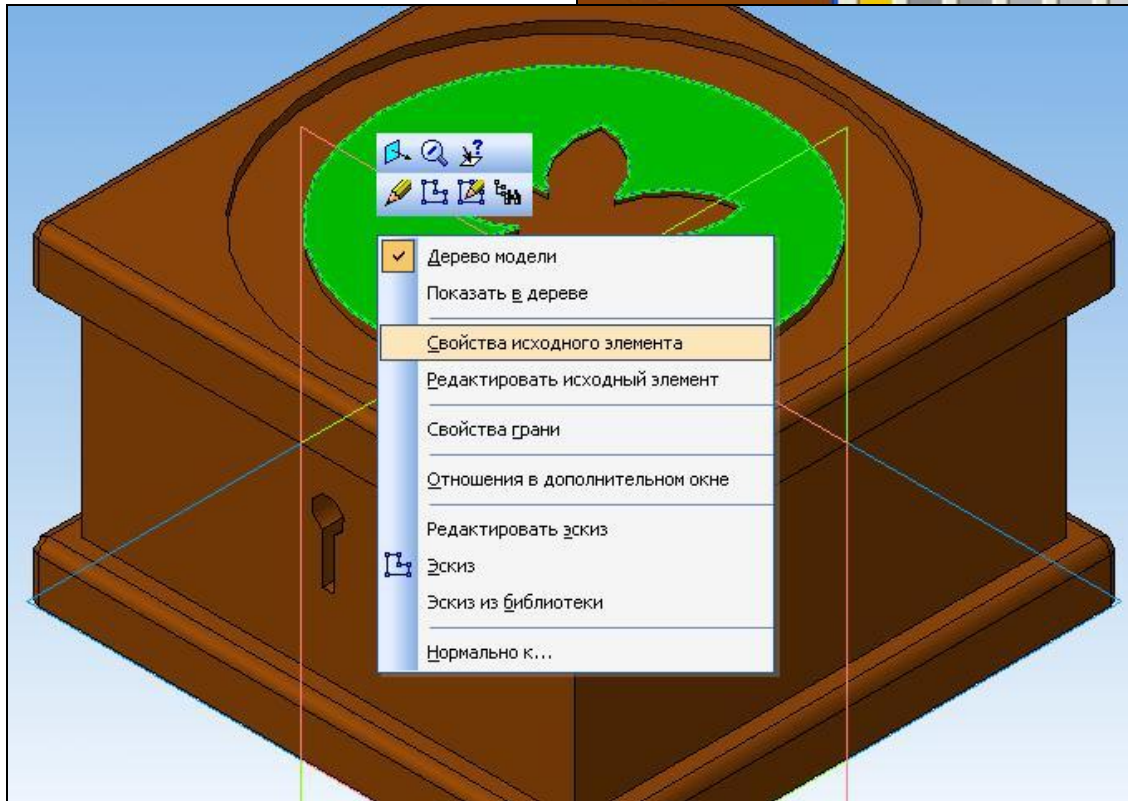 Дерево модели
Показать в дереве
Свойства исходного элемента
Редактировать исходный элемент
Свойства грани
Отношения в дополнительном окне
Редактировать эскиз
Эскиз
Эскиз из библиотеки
Нормально к...